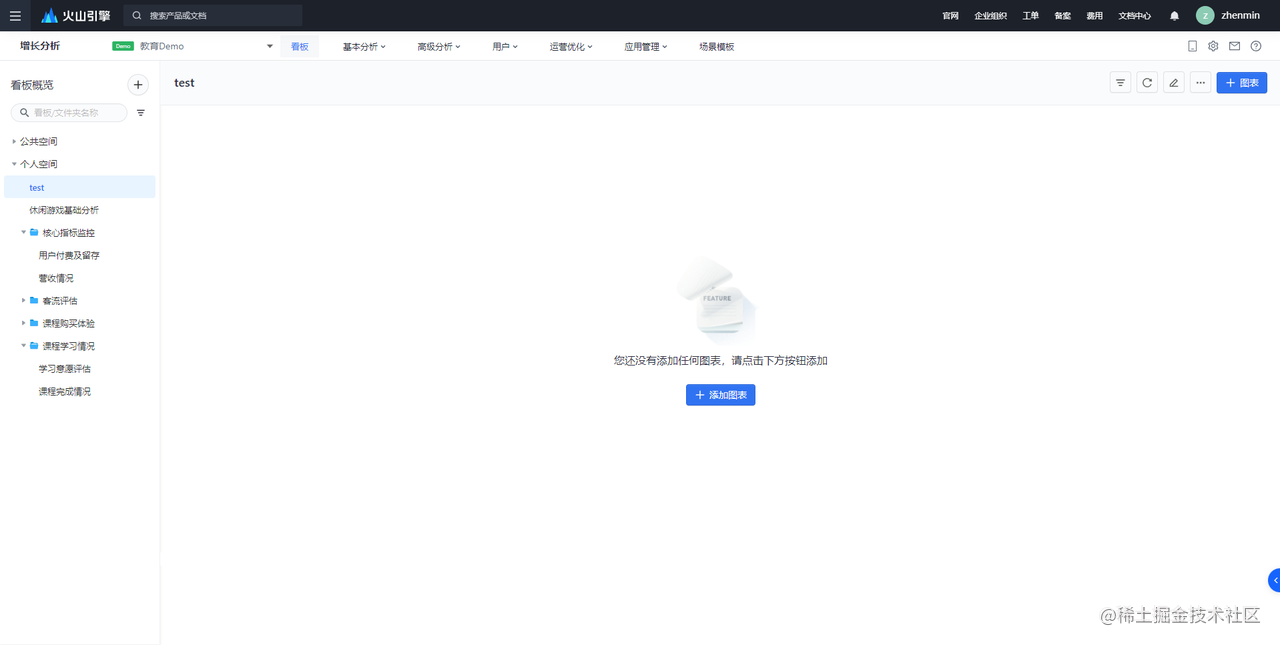 火山引擎
搜索产品或文档
官网 企业组织 工单 备案 费用 文档中心 Z zhenmin
增长分析 Demo 教育Demo 看板 基本分析 高级分析 用户 运营优化 应用管理 场景模板
看板概览
test
图表
看板/文件夹名称
公共空间
个人空间
test
休闲游戏基础分析
核心指标监控
用户付费及留存
营收情况
客流评估
课程购买体验
课程学习情况
学习意愿评估
课程完成情况
FEATURE
您还没有添加任何图表，请点击下方按钮添加
添加图表
@稀土掘金技术社区